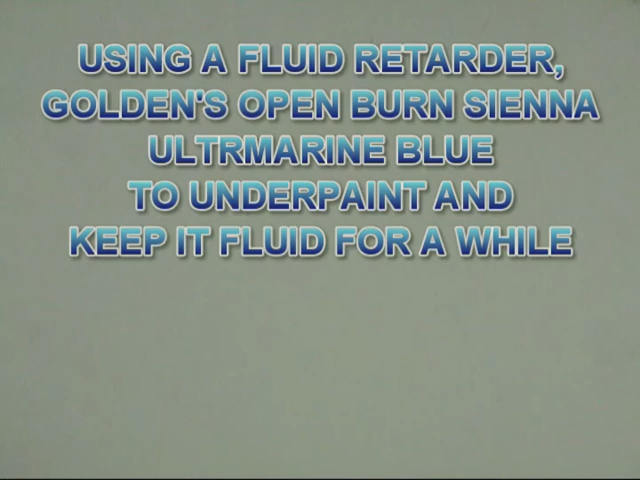 USING A FLUID RETARDER,
GOLDEN'S OPEN BURN SIENNA
ULTRMARINE BLUE
TO UNDERPAINT AND
KEEP IT FLUID FOR A WHILE